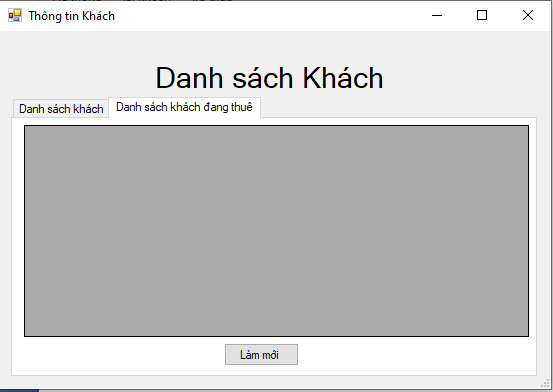 Thông tin Khách
Danh sách Khách
Danh sách khách
Danh sách khách đang thuê
Làm mới